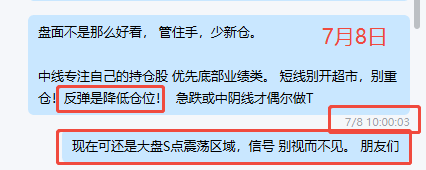 盘面不是那么好看， 管住手，少新仓。
7月8日
中线专注自己的持仓股 优先底部业绩类。 短线别开超市，别重
仓！反弹是降低仓位！ 急跌或中阴线才偶尔做T
7/8 10:00:03
现在可还是大盘S点震荡区域，信号 别视而不见。 朋友们